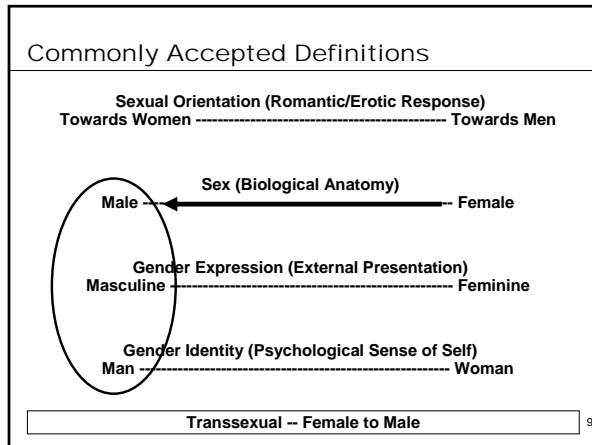 Commonly Accepted Definitions
Sexual Orientation (Romantic/Erotic Response)
Towards Women --------------------------------------------- Towards Men
Sex (Biological Anatomy)
Male ---- -- Female
Gender Expression (External Presentation)
Masculine --------------------------------------------------- Feminine
Gender Identity (Psychological Sense of Self)
Man -------------------------------------------------------- Woman
Transsexual -- Female to Male
9